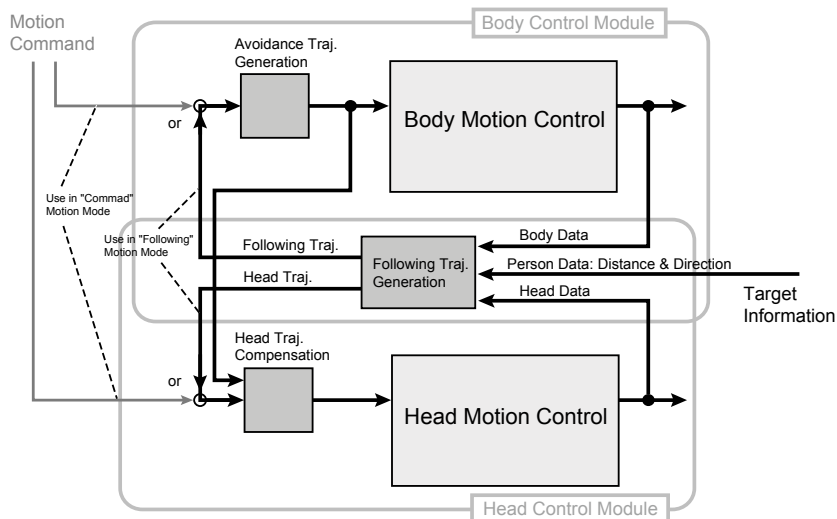 Motion
Command
Body Control Module
Avoidance Traj.
Generation
or
Body Motion Control
Use in "Commad"
Motion Mode
Use in "Following"
Motion Mode
Following Traj.
Head Traj.
Following Traj.
Generation
Body Data
Person Data: Distance & Direction
Head Data
Target
Information
Head Traj.
Compensation
or
Head Motion Control
Head Control Module